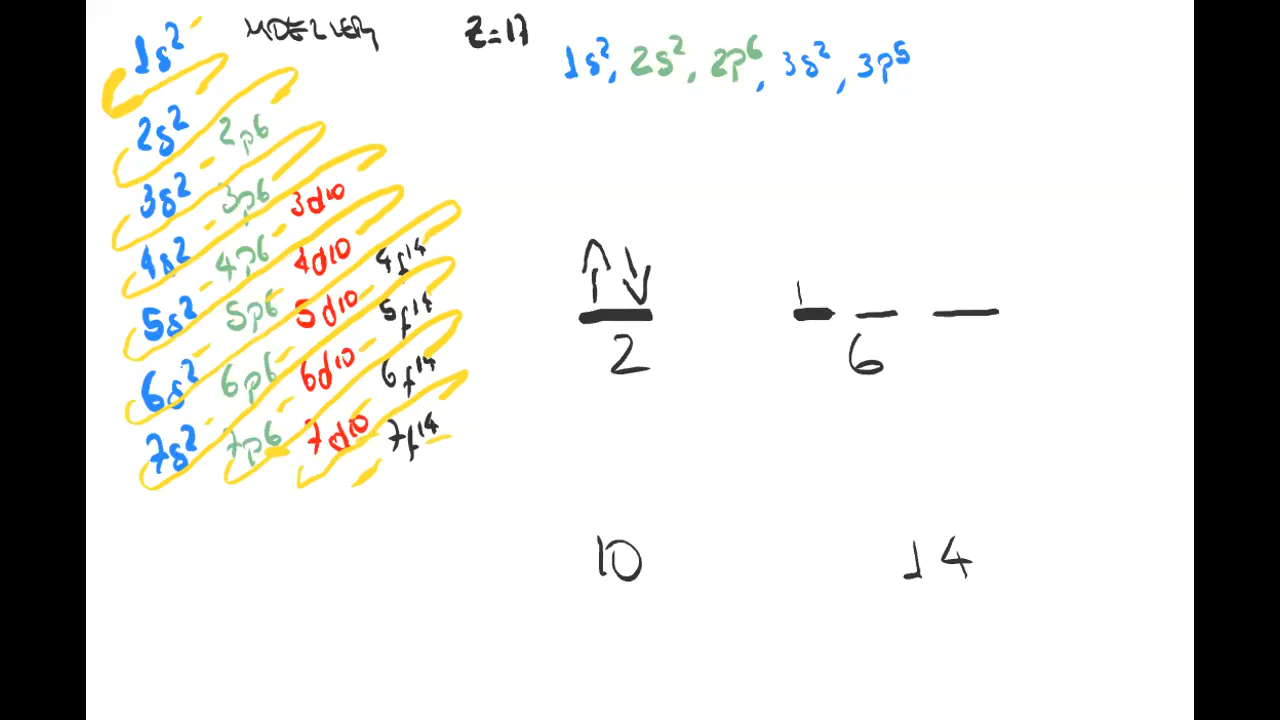 MOELLER Z=17
1s², 2s², 2p⁶, 3s², 3p⁵
1s²
2s² 2p⁶
3s² 3p⁶ 3d¹⁰
4s² 4p⁶ 4d¹⁰ 4f¹⁴
5s² 5p⁶ 5d¹⁰ 5f¹⁴
6s² 6p⁶ 6d¹⁰ 6f¹⁴
7s² 7p⁶ 7d¹⁰ 7f¹⁴
2 6
10 14